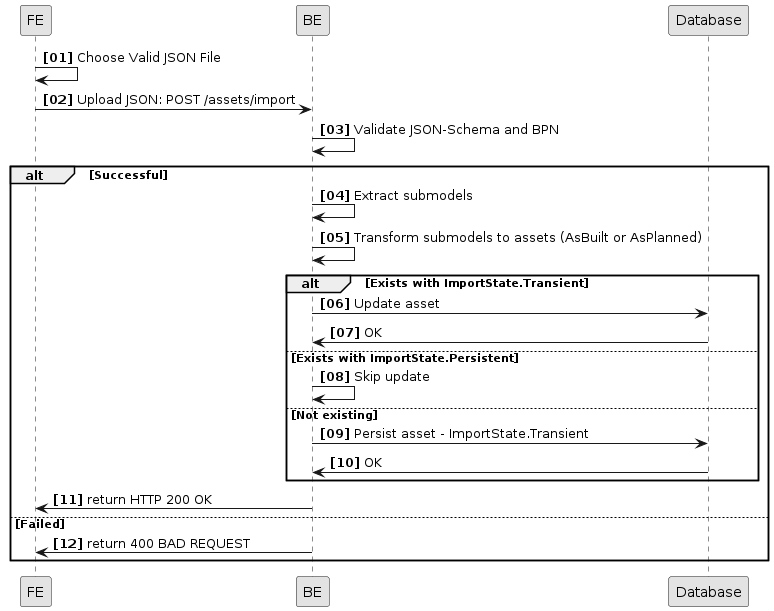 FE
BE
Database
[01] Choose Valid JSON File
[02] Upload JSON: POST /assets/import
[03] Validate JSON-Schema and BPN
alt [Successful]
[04] Extract submodels
[05] Transform submodels to assets (AsBuilt or AsPlanned)
alt [Exists with ImportState.Transient]
[06] Update asset
[07] OK
[Exists with ImportState.Persistent]
[08] Skip update
[Not existing]
[09] Persist asset - ImportState.Transient
[10] OK
[11] return HTTP 200 OK
[Failed]
[12] return 400 BAD REQUEST
FE
BE
Database